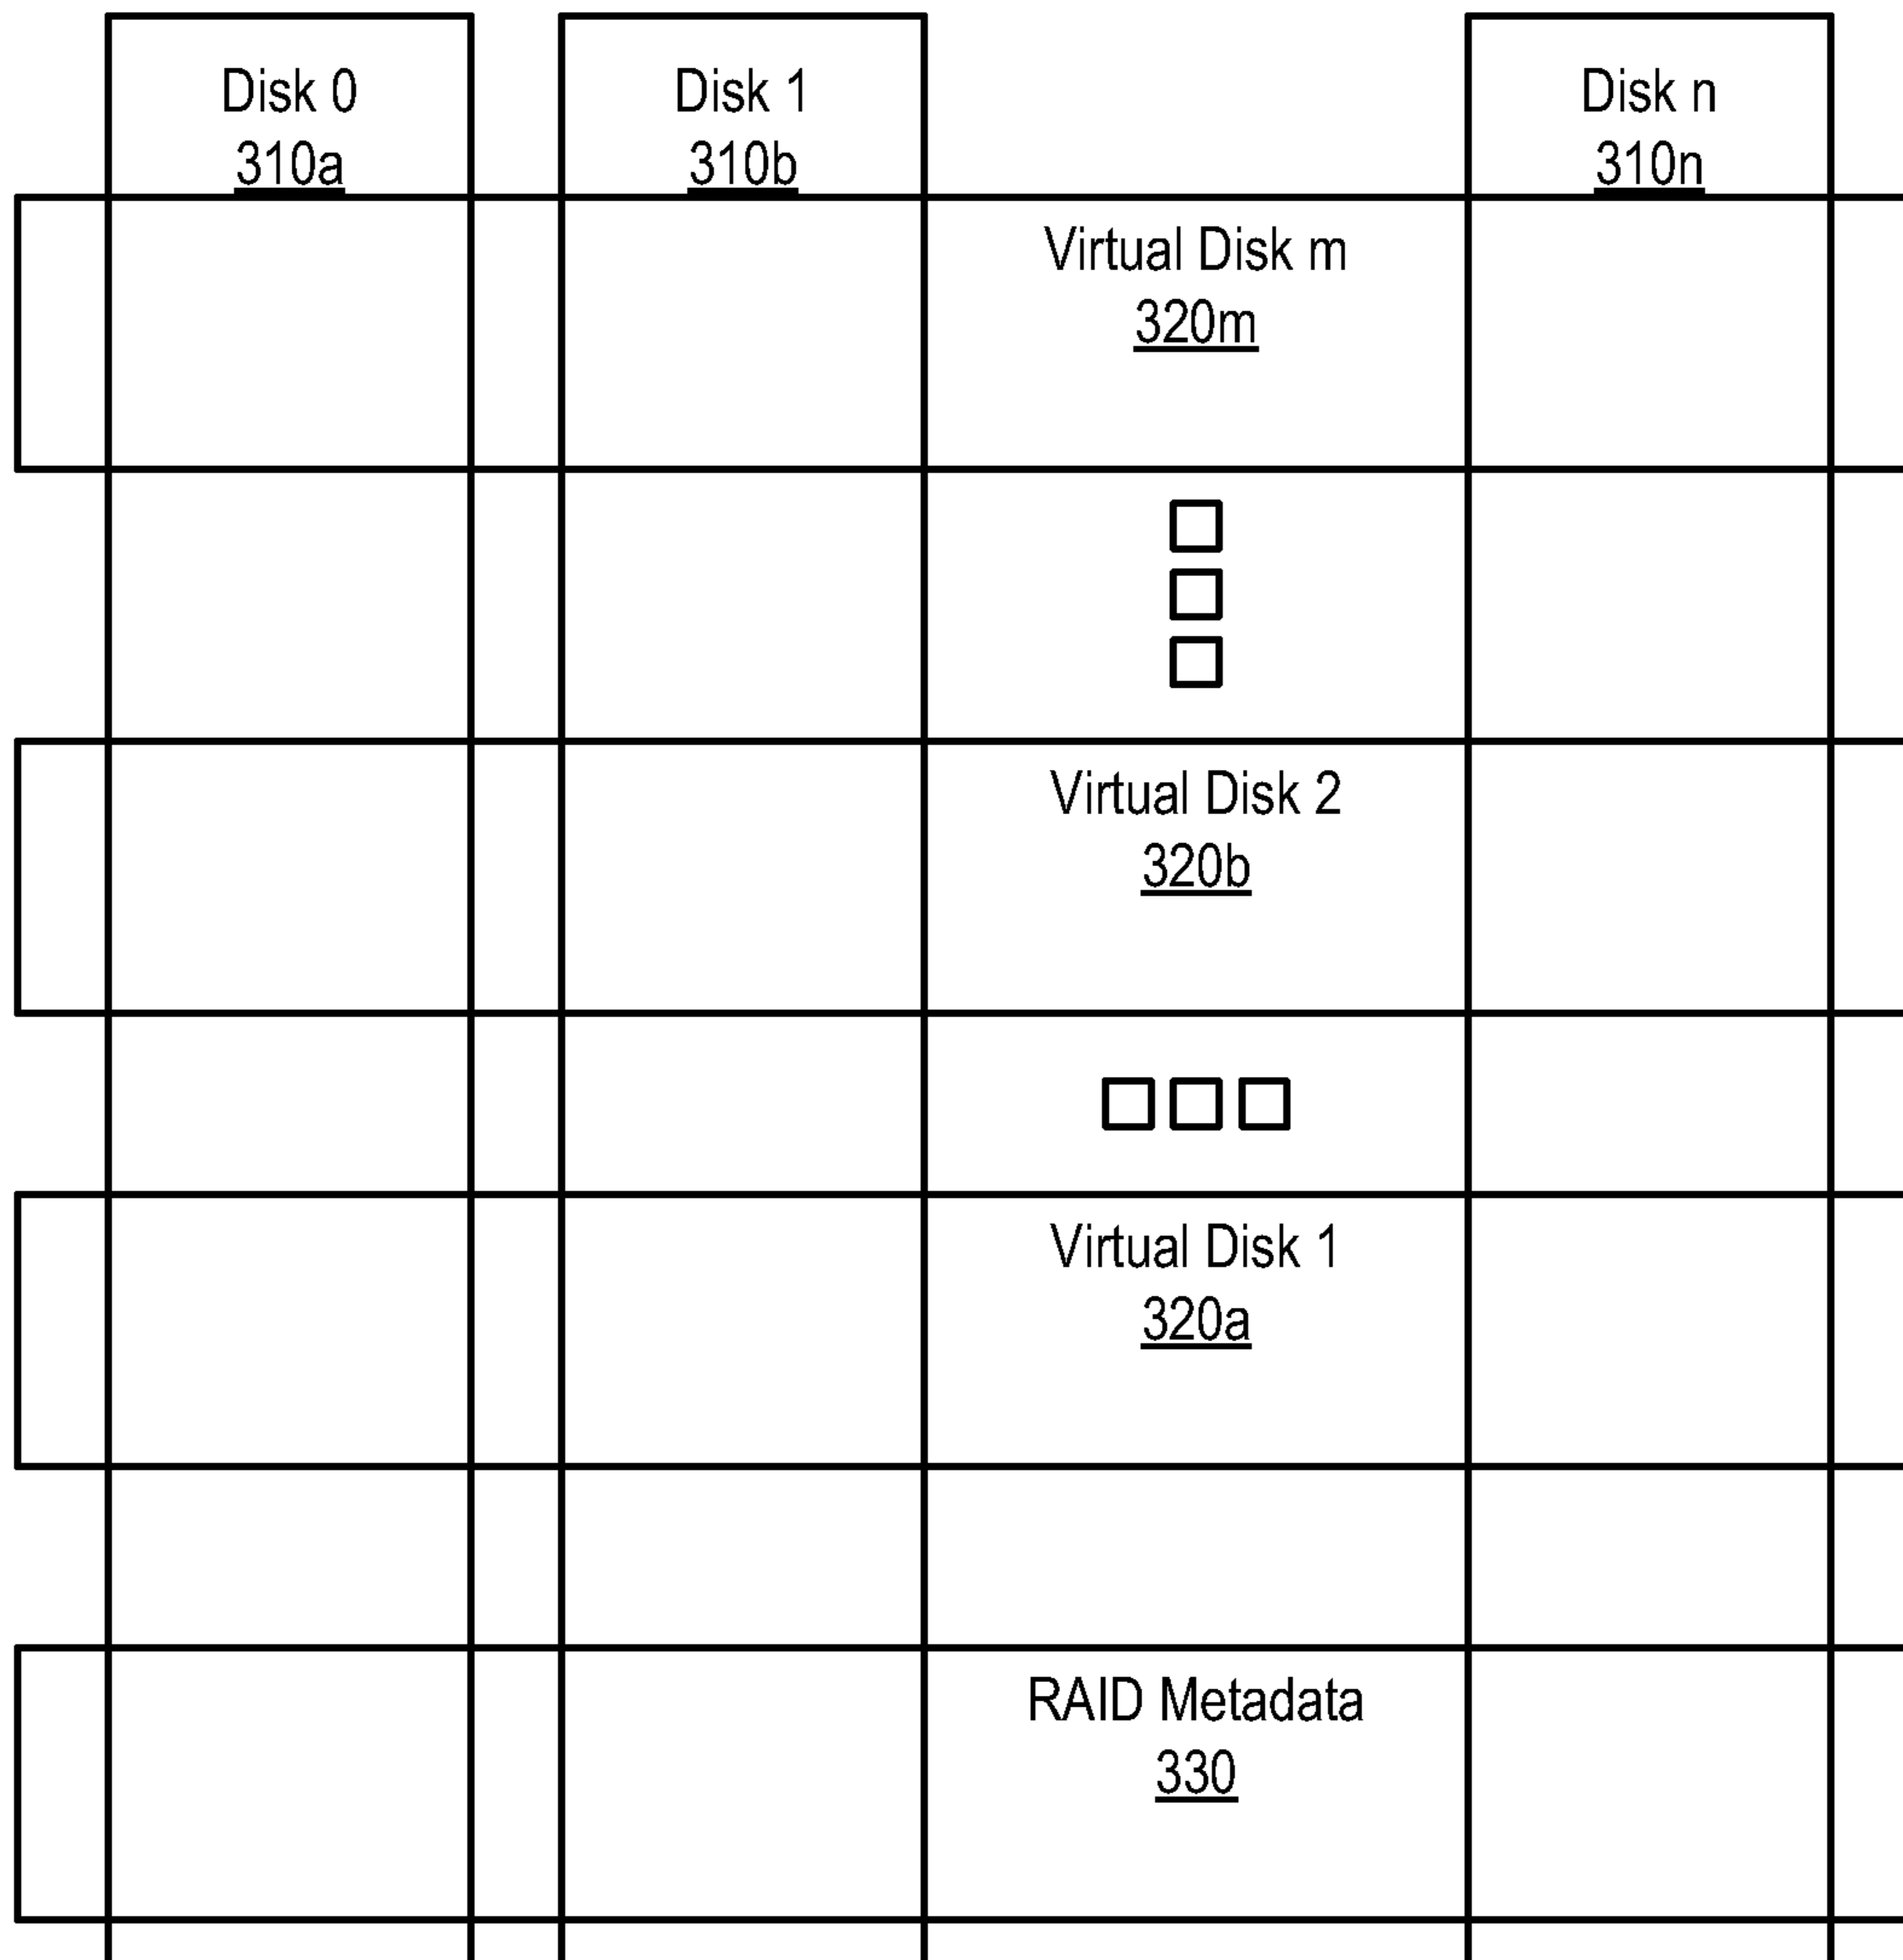 Disk 0
310a
Disk 1
310b
Disk n
310n
Virtual Disk m
320m
Virtual Disk 2
320b
Virtual Disk 1
320a
RAID Metadata
330